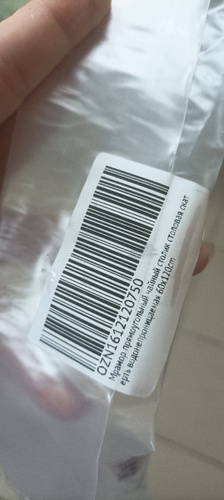 OZN1612120750
Мрамор прямоугольный чайный столик столовая скат
ерть водонепроницаемая 60x120cm